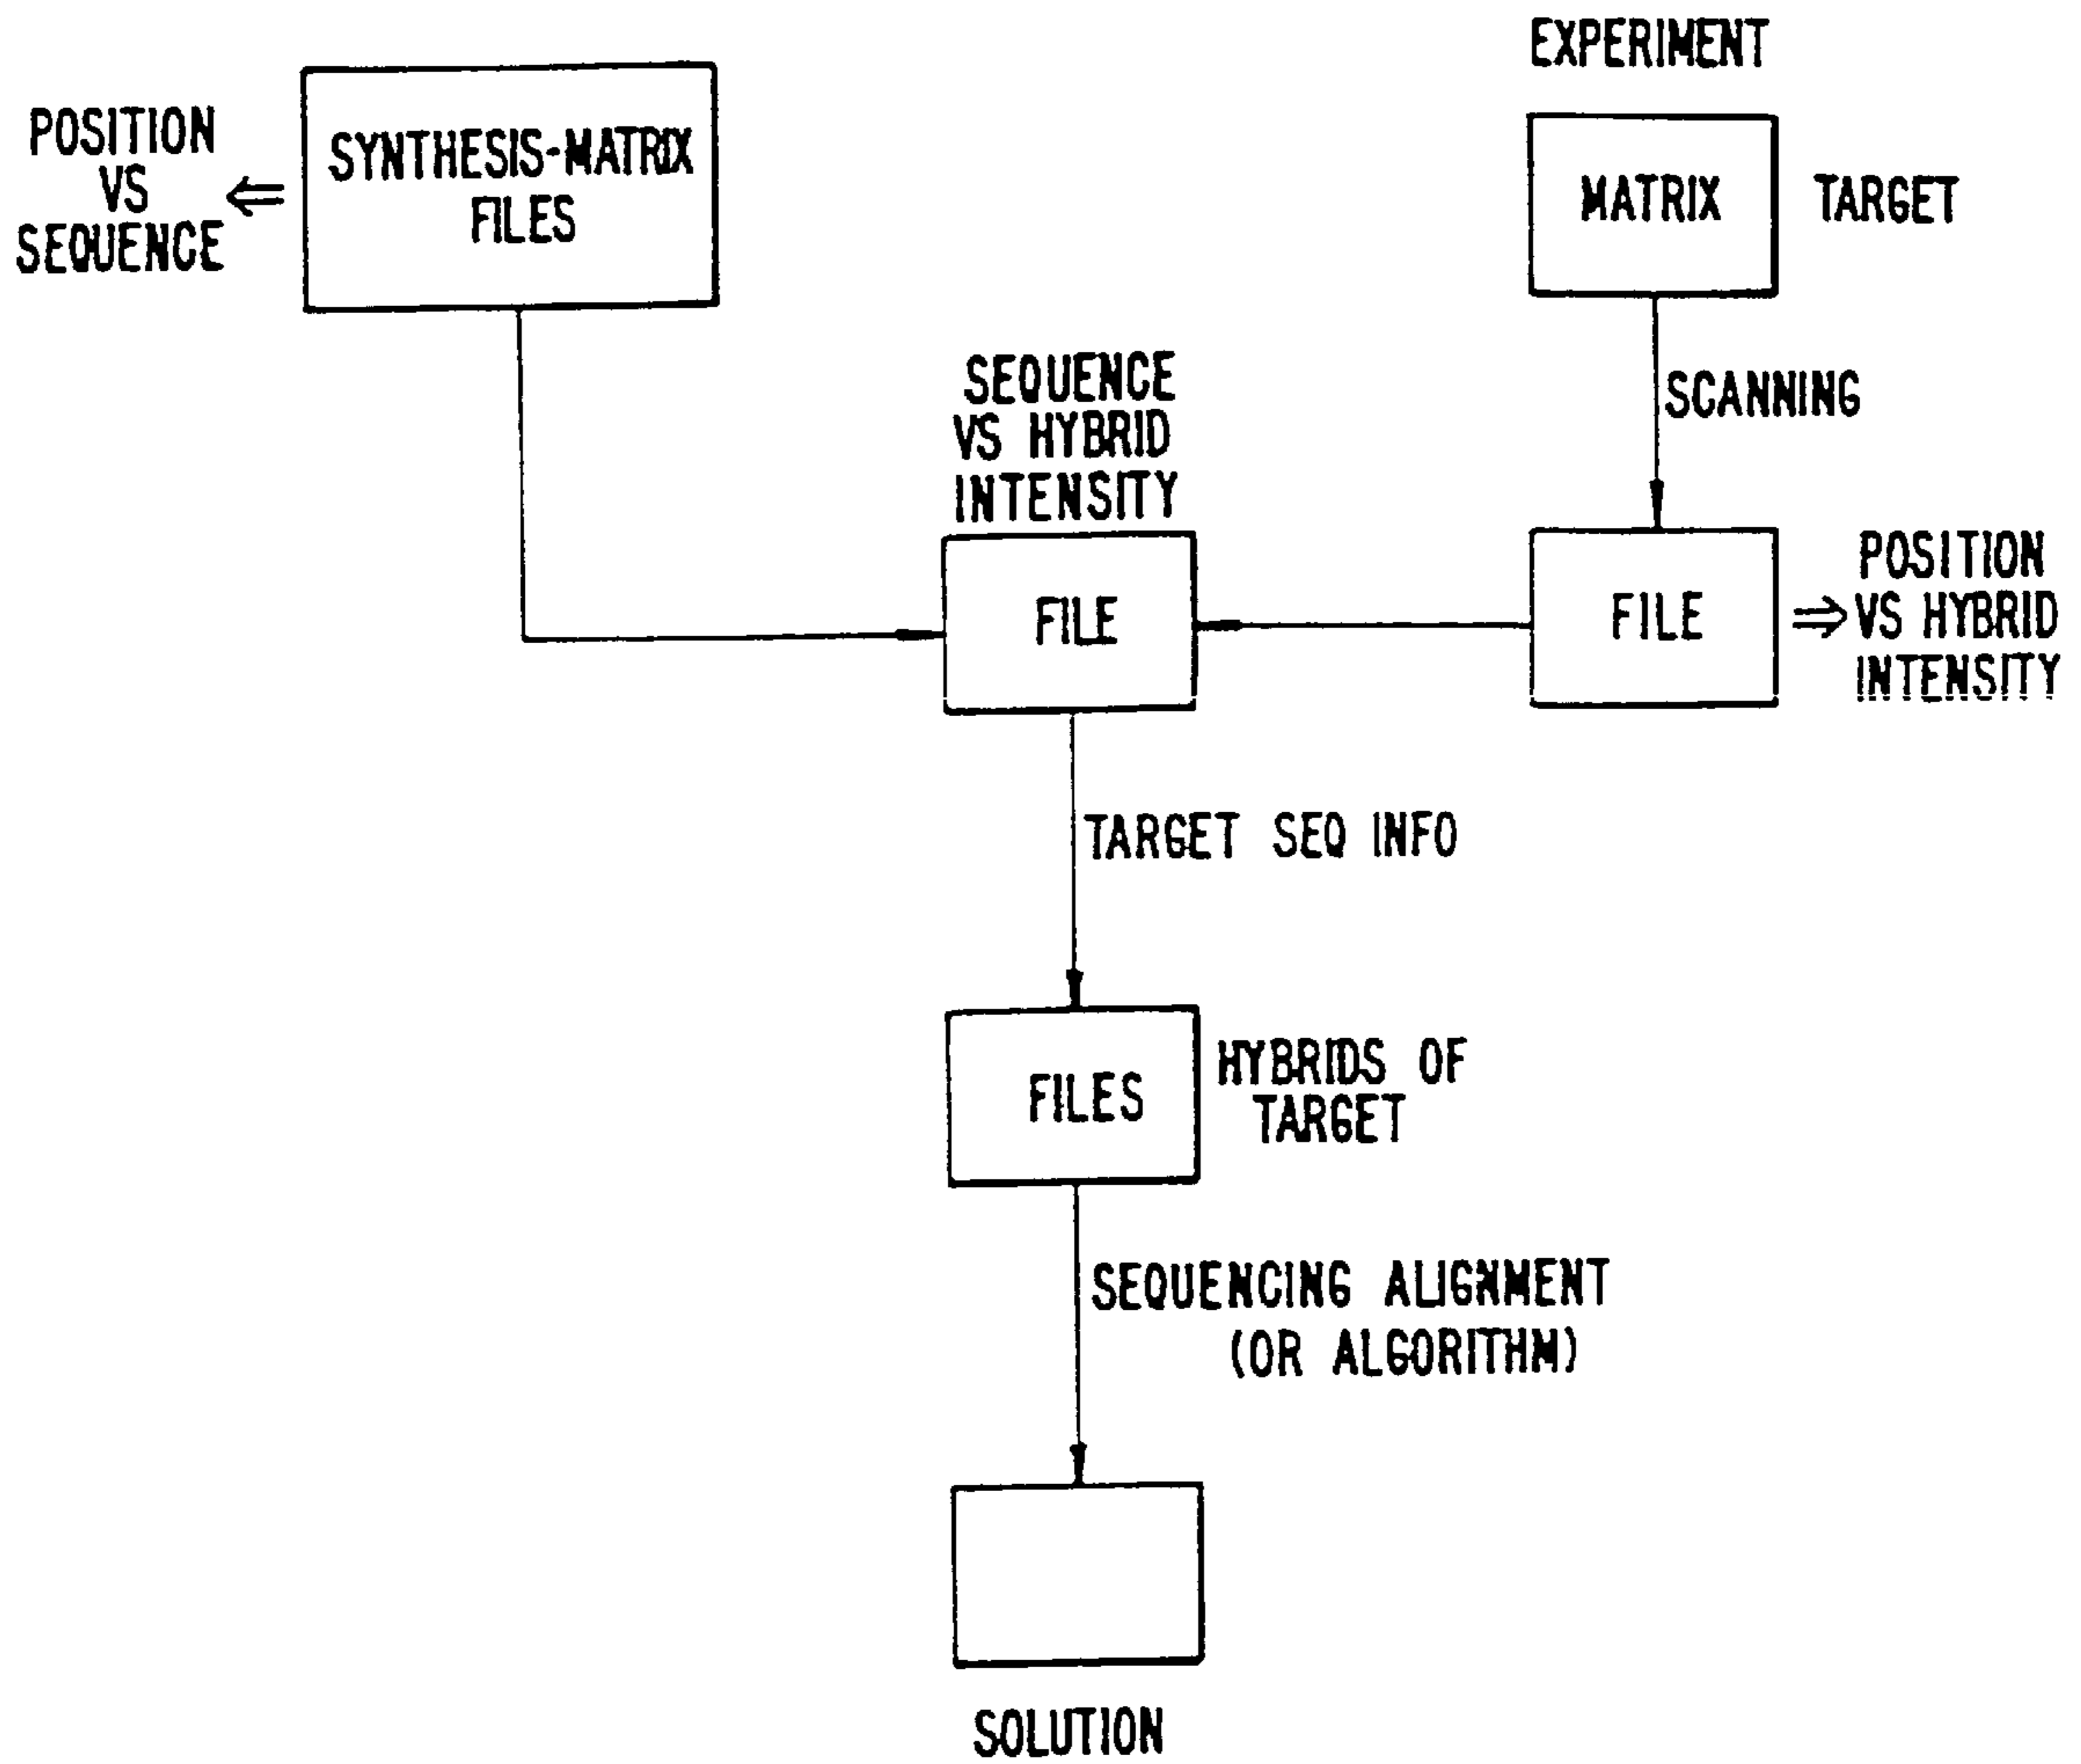 EXPERIMENT
POSITION
VS
SEQUENCE
SYNTHESIS-MATRIX
FILES
MATRIX
TARGET
SCANNING
SEQUENCE
VS HYBRID
INTENSITY
FILE
FILE
POSITION
VS HYBRID
INTENSITY
TARGET SEQ INFO
FILES
HYBRIDS OF
TARGET
SEQUENCING ALIGNMENT
(OR ALGORITHM)
SOLUTION